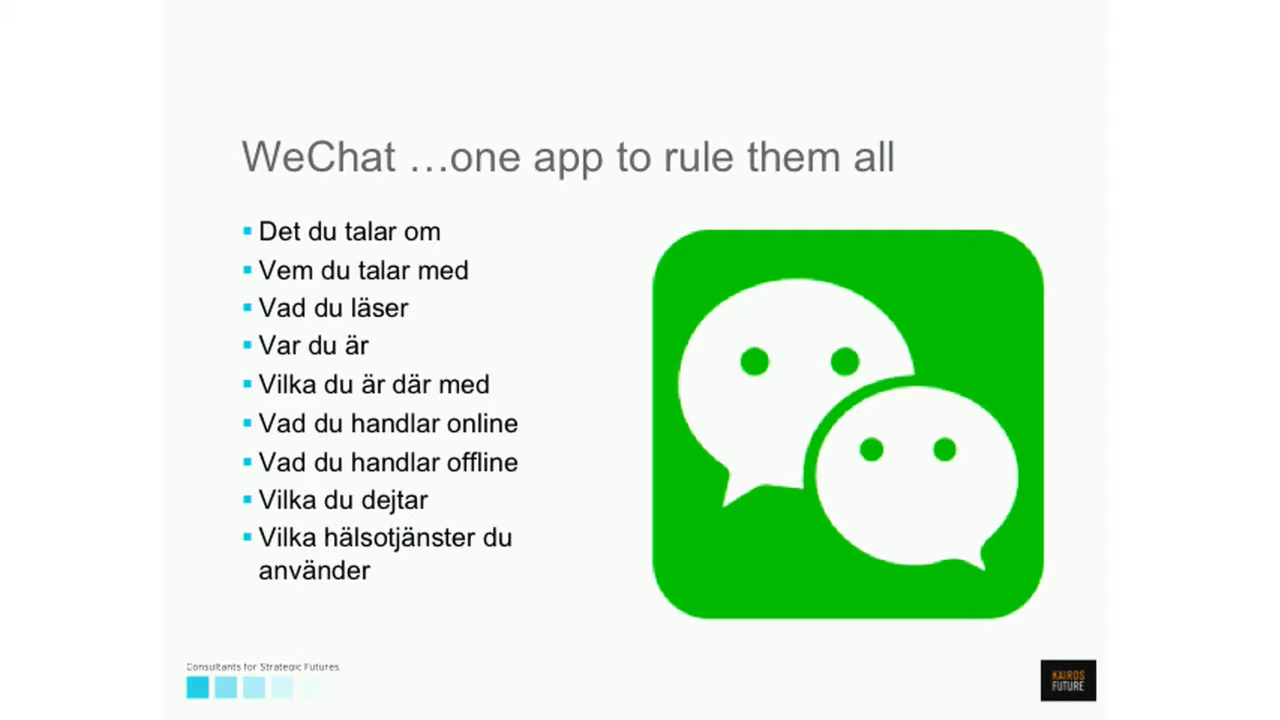 WeChat …one app to rule them all
Det du talar om
Vem du talar med
Vad du läser
Var du är
Vilka du är där med
Vad du handlar online
Vad du handlar offline
Vilka du dejtar
Vilka hälsotjänster du
använder
Consultants for Strategic Futures
KAIROS
FUTURE